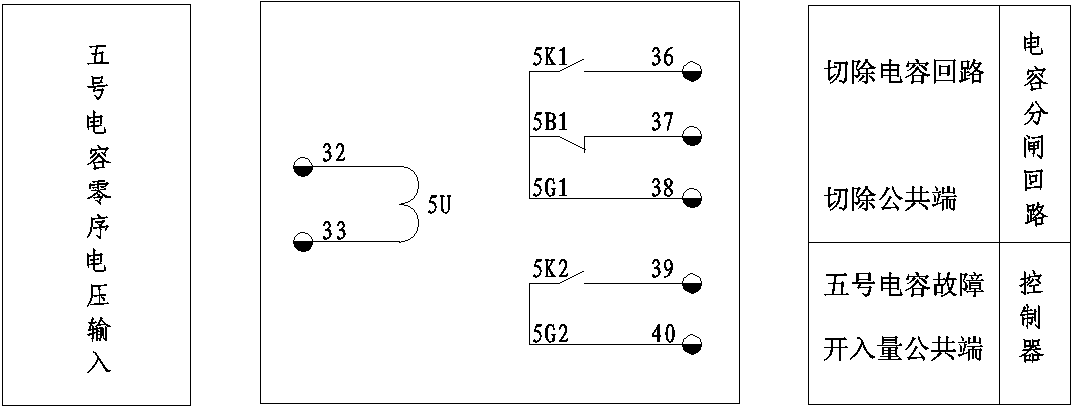 五号电容零序电压输入
32
33
5U
5K1 36
5B1 37
5G1 38
5K2 39
5G2 40
切除电容回路
切除公共端
电容分闸回路
五号电容故障
开入量公共端
控制器